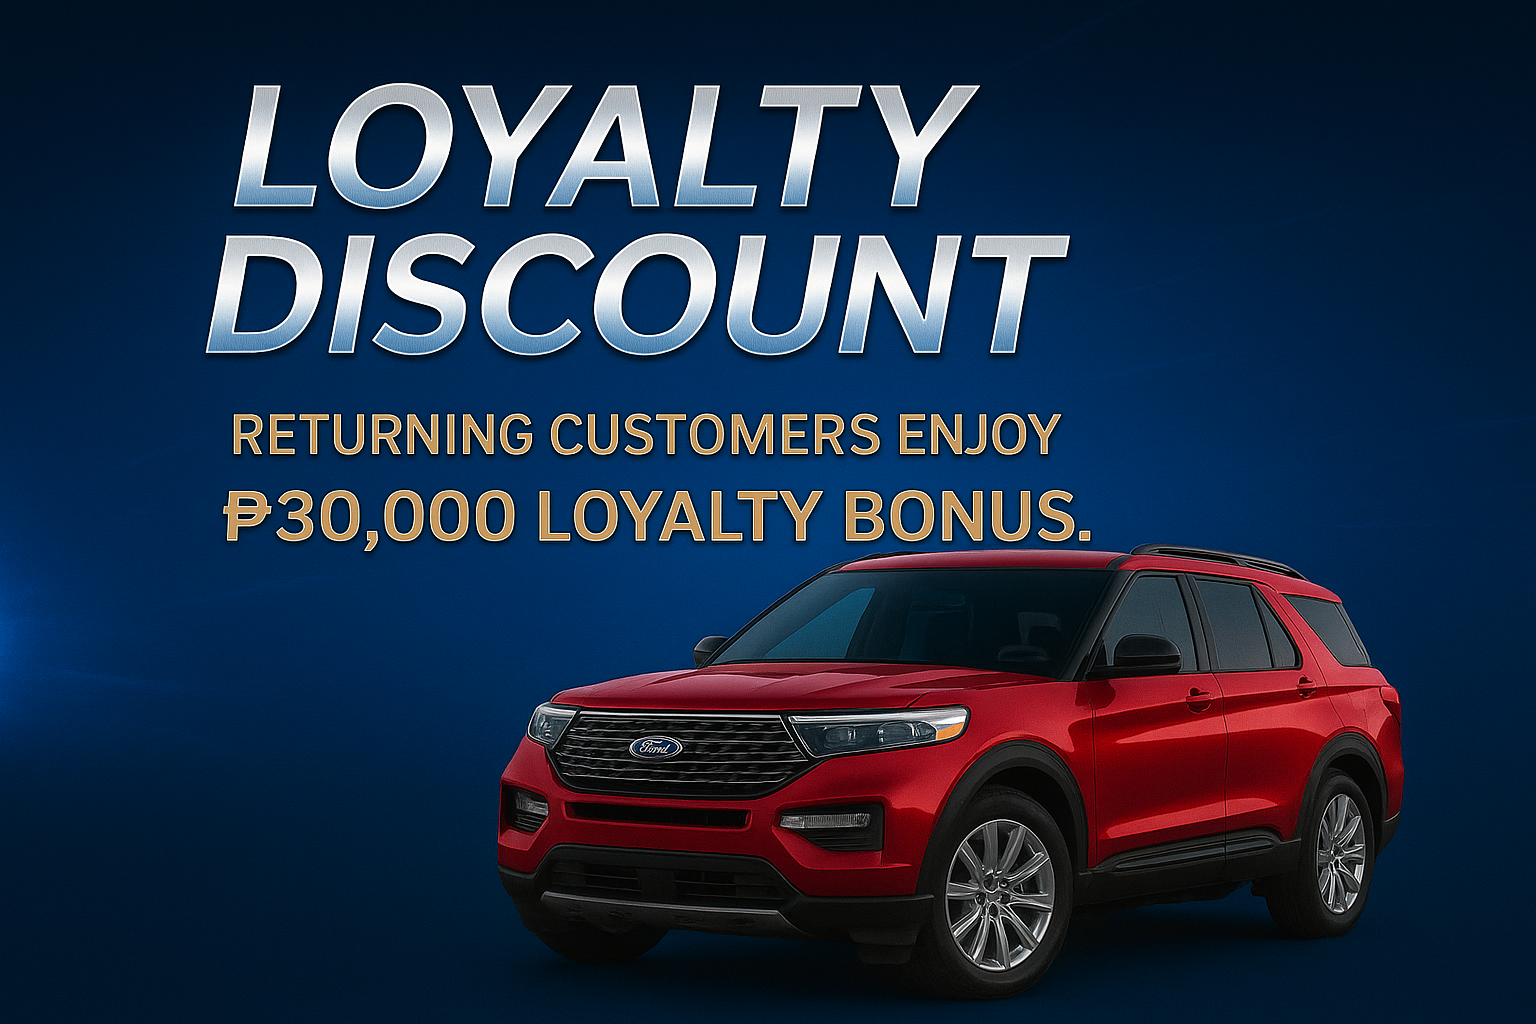 LOYALTY
DISCOUNT
RETURNING CUSTOMERS ENJOY
₱30,000 LOYALTY BONUS.
Ford